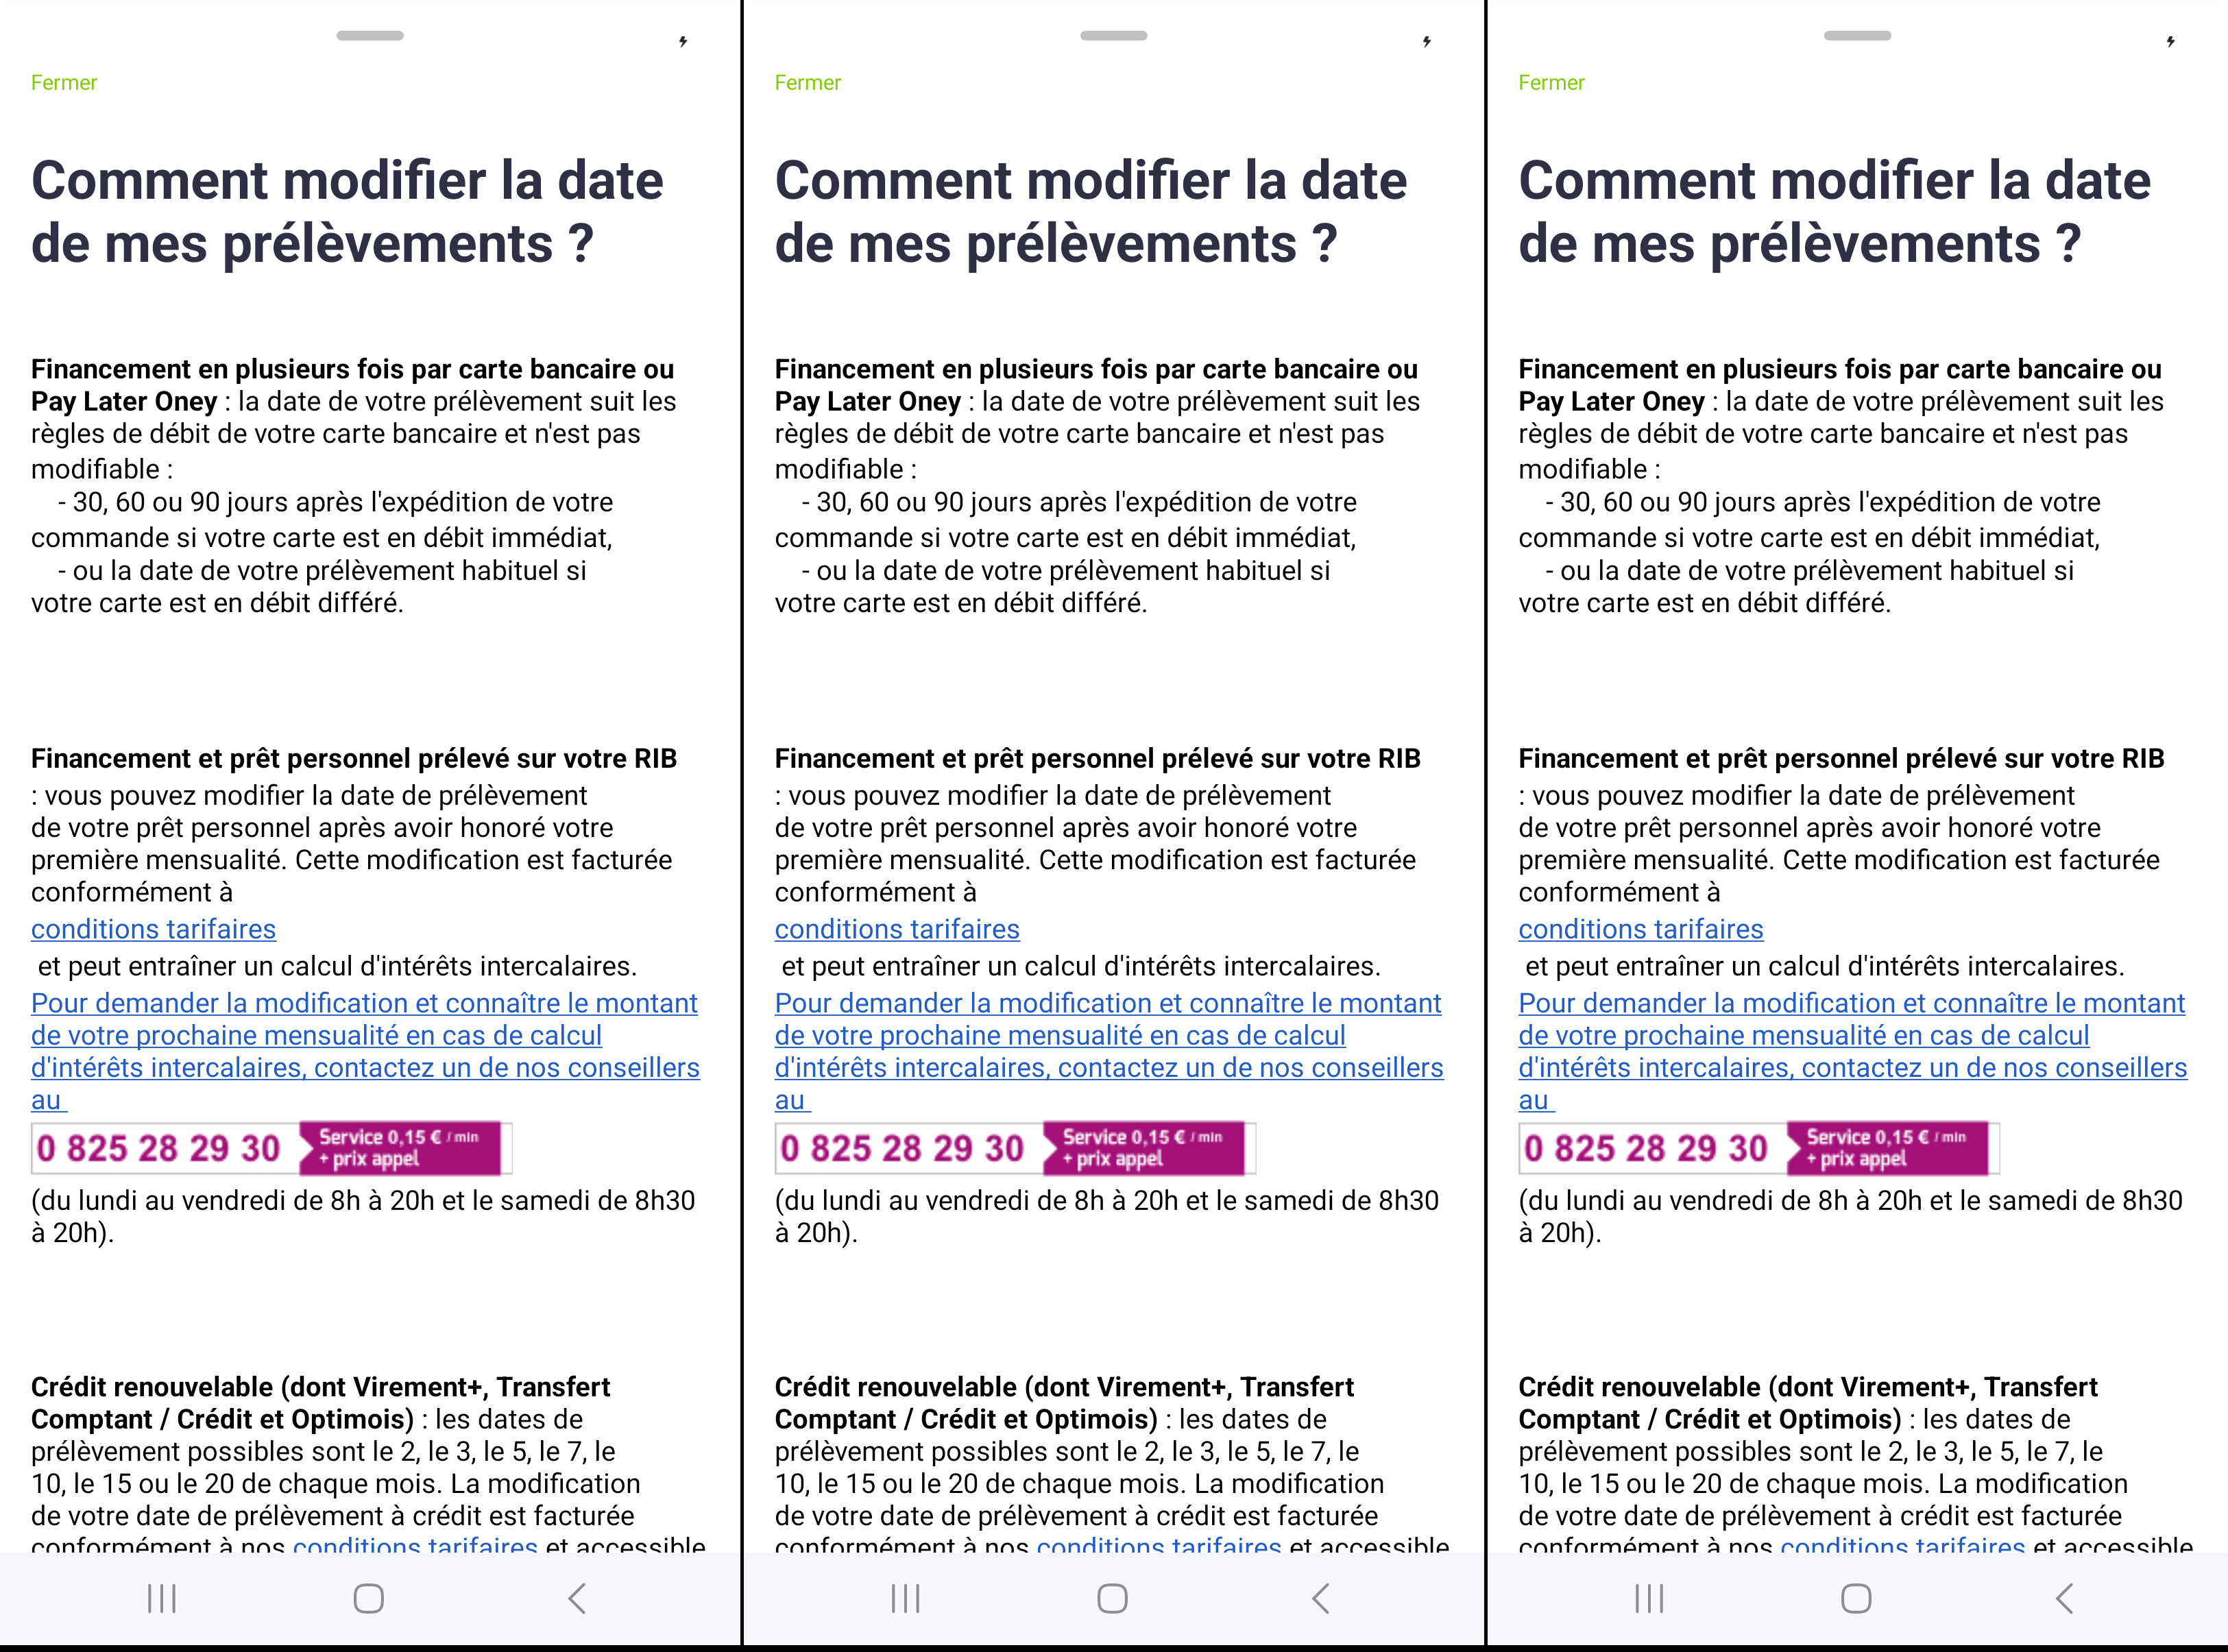 Fermer
Comment modifier la date
de mes prélèvements ?
Financement en plusieurs fois par carte bancaire ou
Pay Later Oney : la date de votre prélèvement suit les
règles de débit de votre carte bancaire et n'est pas
modifiable :
- 30, 60 ou 90 jours après l'expédition de votre
commande si votre carte est en débit immédiat,
- ou la date de votre prélèvement habituel si
votre carte est en débit différé.
Financement et prêt personnel prélevé sur votre RIB
: vous pouvez modifier la date de prélèvement
de votre prêt personnel après avoir honoré votre
première mensualité. Cette modification est facturée
conformément à
conditions tarifaires
et peut entraîner un calcul d'intérêts intercalaires.
Pour demander la modification et connaître le montant
de votre prochaine mensualité en cas de calcul
d'intérêts intercalaires, contactez un de nos conseillers
au
0 825 28 29 30 Service 0,15 € / min
+ prix appel
(du lundi au vendredi de 8h à 20h et le samedi de 8h30
à 20h).
Crédit renouvelable (dont Virement+, Transfert
Comptant / Crédit et Optimois) : les dates de
prélèvement possibles sont le 2, le 3, le 5, le 7, le
10, le 15 ou le 20 de chaque mois. La modification
de votre date de prélèvement à crédit est facturée
conformément à nos conditions tarifaires et accessible
Fermer
Comment modifier la date
de mes prélèvements ?
Financement en plusieurs fois par carte bancaire ou
Pay Later Oney : la date de votre prélèvement suit les
règles de débit de votre carte bancaire et n'est pas
modifiable :
- 30, 60 ou 90 jours après l'expédition de votre
commande si votre carte est en débit immédiat,
- ou la date de votre prélèvement habituel si
votre carte est en débit différé.
Financement et prêt personnel prélevé sur votre RIB
: vous pouvez modifier la date de prélèvement
de votre prêt personnel après avoir honoré votre
première mensualité. Cette modification est facturée
conformément à
conditions tarifaires
et peut entraîner un calcul d'intérêts intercalaires.
Pour demander la modification et connaître le montant
de votre prochaine mensualité en cas de calcul
d'intérêts intercalaires, contactez un de nos conseillers
au
0 825 28 29 30 Service 0,15 € / min
+ prix appel
(du lundi au vendredi de 8h à 20h et le samedi de 8h30
à 20h).
Crédit renouvelable (dont Virement+, Transfert
Comptant / Crédit et Optimois) : les dates de
prélèvement possibles sont le 2, le 3, le 5, le 7, le
10, le 15 ou le 20 de chaque mois. La modification
de votre date de prélèvement à crédit est facturée
conformément à nos conditions tarifaires et accessible
Fermer
Comment modifier la date
de mes prélèvements ?
Financement en plusieurs fois par carte bancaire ou
Pay Later Oney : la date de votre prélèvement suit les
règles de débit de votre carte bancaire et n'est pas
modifiable :
- 30, 60 ou 90 jours après l'expédition de votre
commande si votre carte est en débit immédiat,
- ou la date de votre prélèvement habituel si
votre carte est en débit différé.
Financement et prêt personnel prélevé sur votre RIB
: vous pouvez modifier la date de prélèvement
de votre prêt personnel après avoir honoré votre
première mensualité. Cette modification est facturée
conformément à
conditions tarifaires
et peut entraîner un calcul d'intérêts intercalaires.
Pour demander la modification et connaître le montant
de votre prochaine mensualité en cas de calcul
d'intérêts intercalaires, contactez un de nos conseillers
au
0 825 28 29 30 Service 0,15 € / min
+ prix appel
(du lundi au vendredi de 8h à 20h et le samedi de 8h30
à 20h).
Crédit renouvelable (dont Virement+, Transfert
Comptant / Crédit et Optimois) : les dates de
prélèvement possibles sont le 2, le 3, le 5, le 7, le
10, le 15 ou le 20 de chaque mois. La modification
de votre date de prélèvement à crédit est facturée
conformément à nos conditions tarifaires et accessible